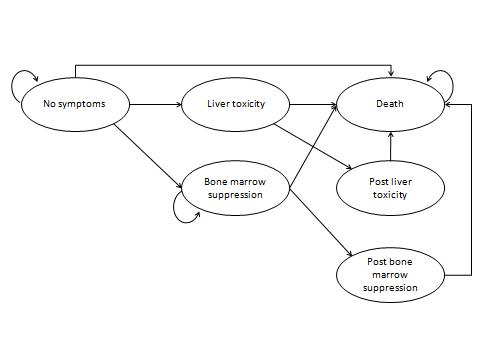 No symptoms
Liver toxicity
Death
Bone marrow
suppression
Post liver
toxicity
Post bone
marrow
suppression